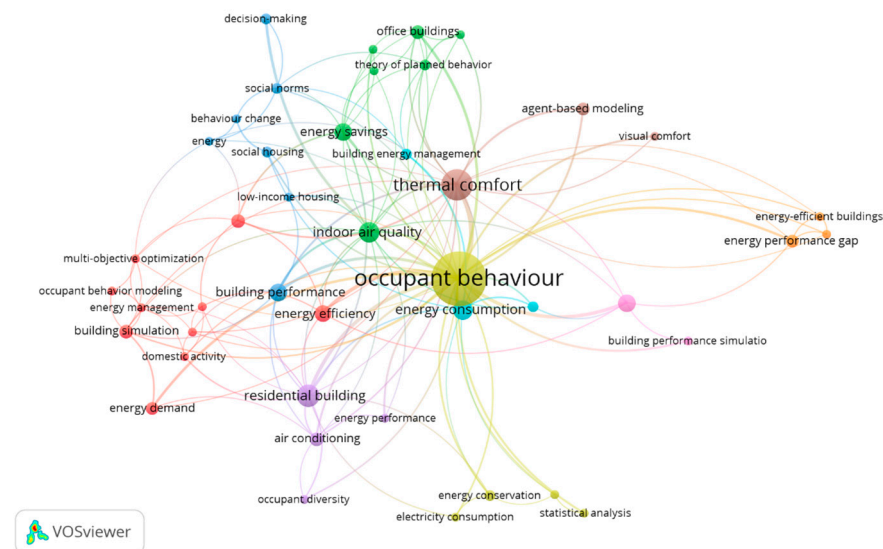 decision-making
office buildings
theory of planned behavior
social norms
agent-based modeling
behaviour change
energy savings
visual comfort
energy
social housing
building energy management
thermal comfort
low-income housing
energy-efficient buildings
indoor air quality
energy performance gap
multi-objective optimization
occupant behaviour
occupant behavior modeling
building performance
energy management
energy efficiency
energy consumption
building simulation
building performance simulatio
domestic activity
residential building
energy demand
energy performance
air conditioning
occupant diversity
energy conservation
electricity consumption
statistical analysis
VOSviewer